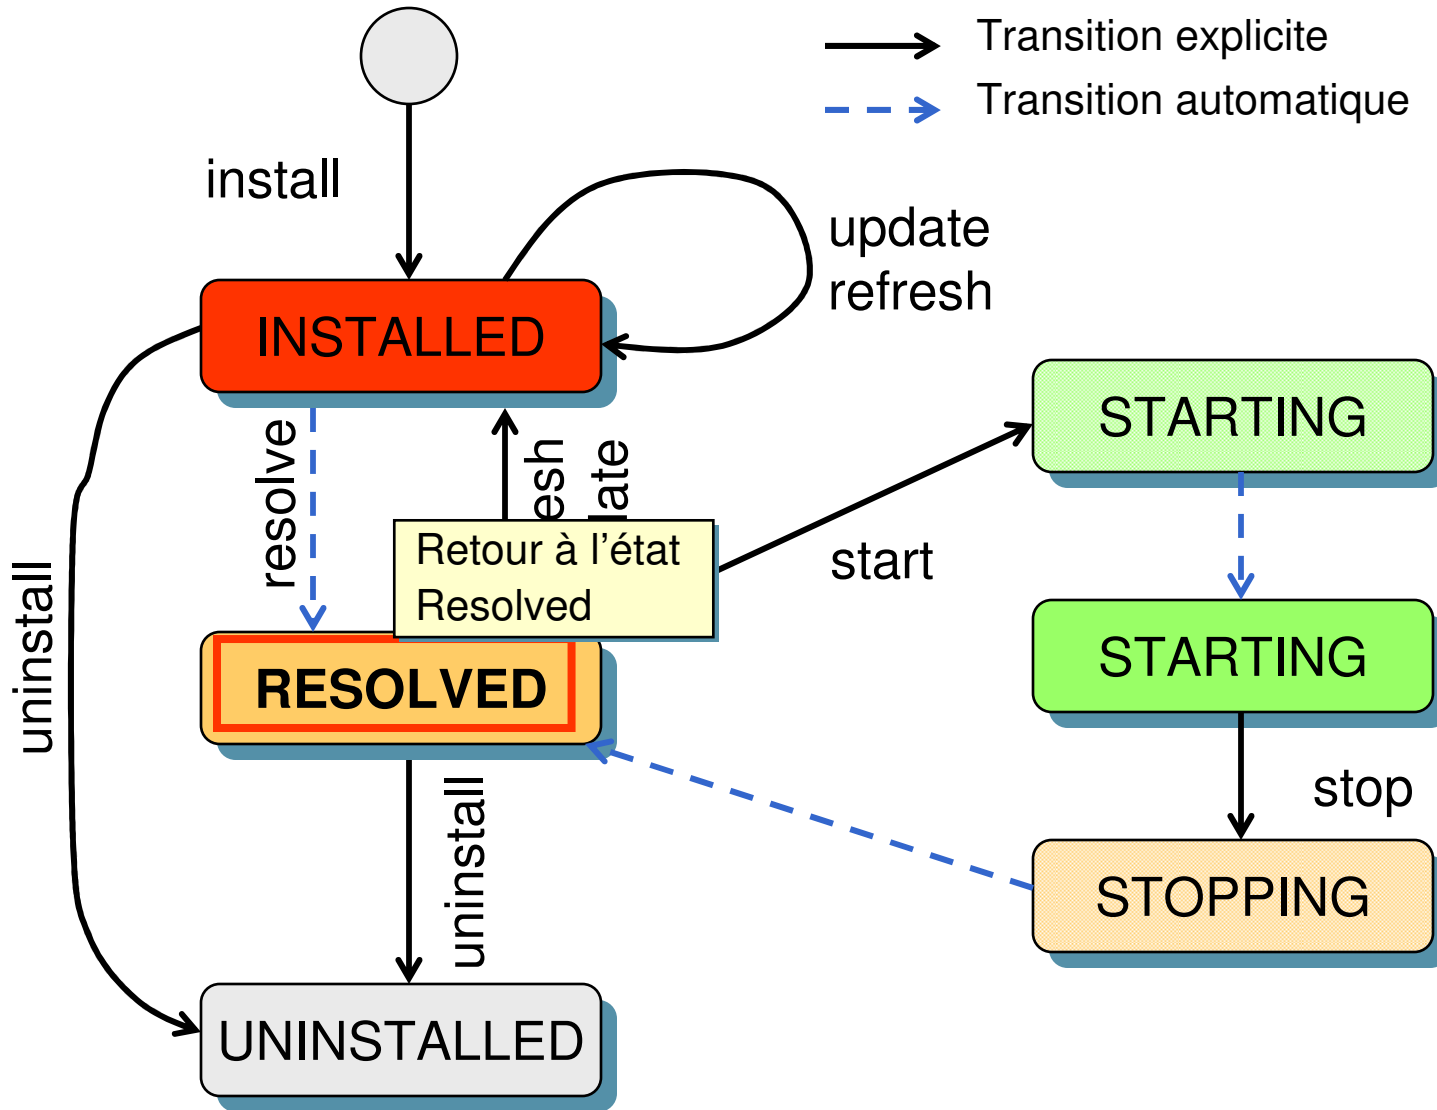 Transition explicite
Transition automatique
install
update
refresh
INSTALLED
STARTING
resolve
esh
late
Retour à l'état
Resolved
start
uninstall
STARTING
RESOLVED
stop
uninstall
STOPPING
UNINSTALLED